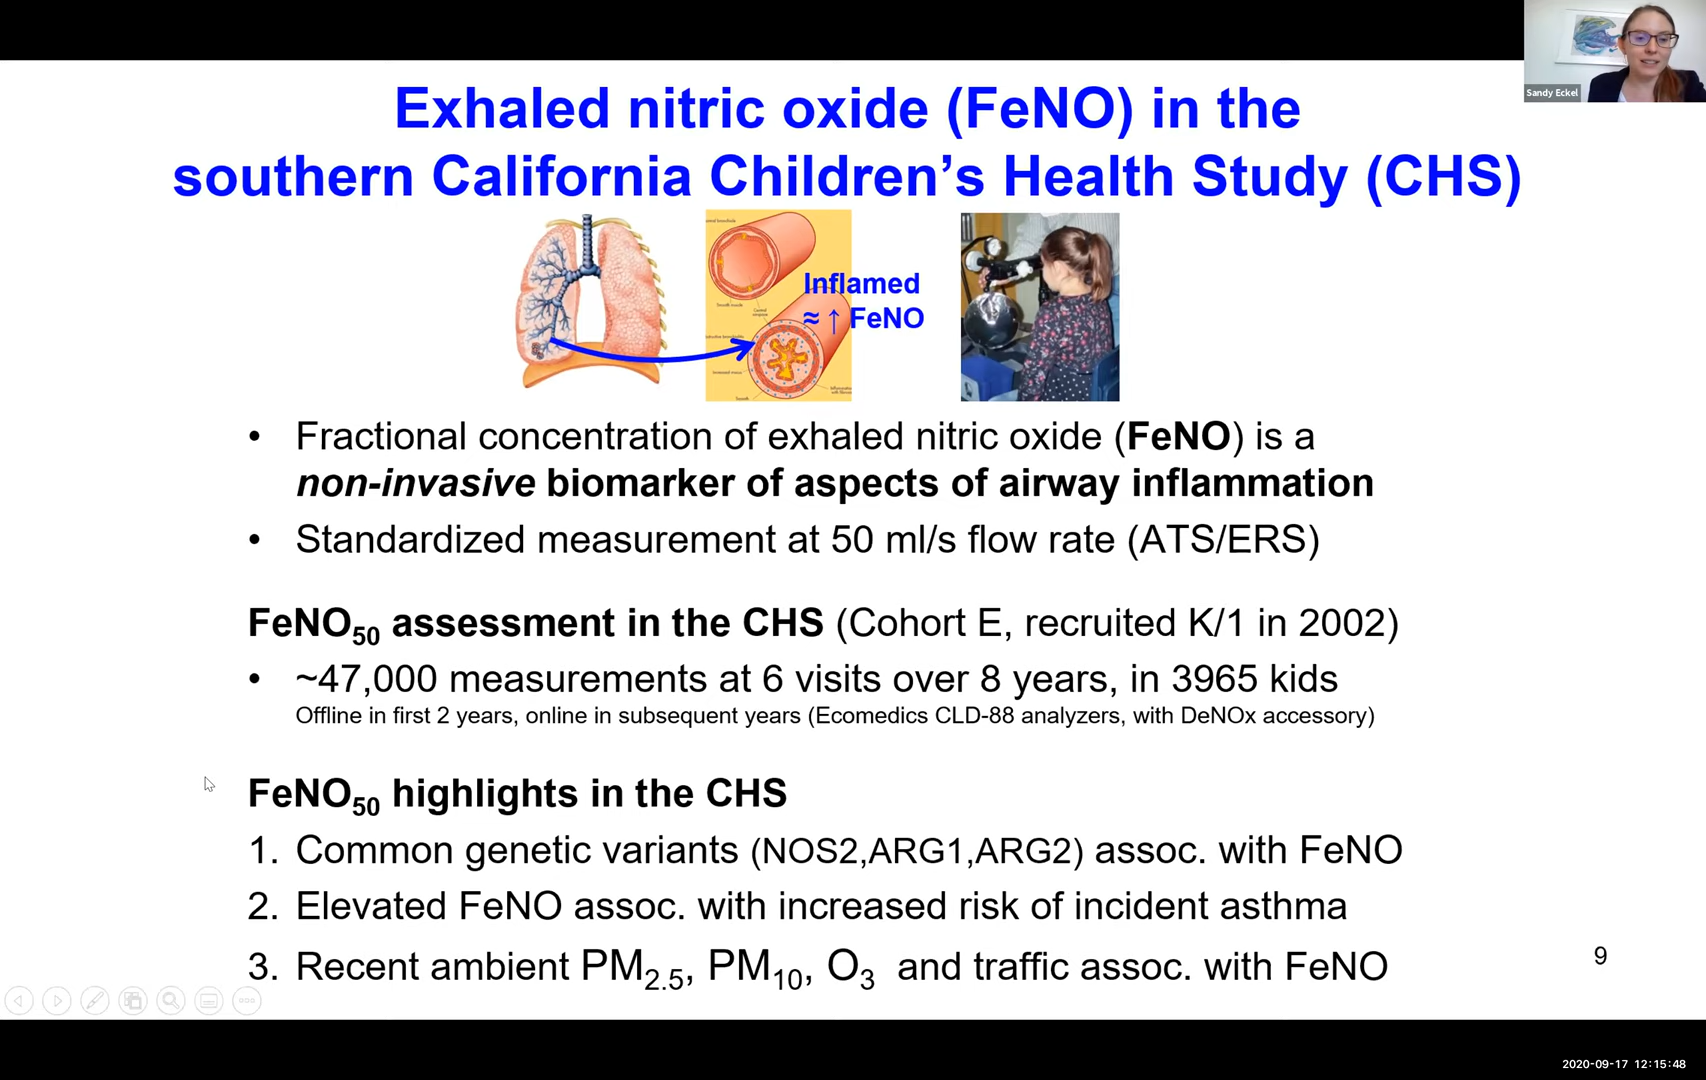 Sandy Eckel
Exhaled nitric oxide (FeNO) in the
southern California Children's Health Study (CHS)
Inflamed
≈ ↑ FeNO
• Fractional concentration of exhaled nitric oxide (FeNO) is a
non-invasive biomarker of aspects of airway inflammation
• Standardized measurement at 50 ml/s flow rate (ATS/ERS)
FeNO50 assessment in the CHS (Cohort E, recruited K/1 in 2002)
• ~47,000 measurements at 6 visits over 8 years, in 3965 kids
Offline in first 2 years, online in subsequent years (Ecomedics CLD-88 analyzers, with DeNOx accessory)
FeNO50 highlights in the CHS
1. Common genetic variants (NOS2,ARG1,ARG2) assoc. with FeNO
2. Elevated FeNO assoc. with increased risk of incident asthma
3. Recent ambient PM2.5, PM10, O3 and traffic assoc. with FeNO
9
2020-09-17 12:15:48